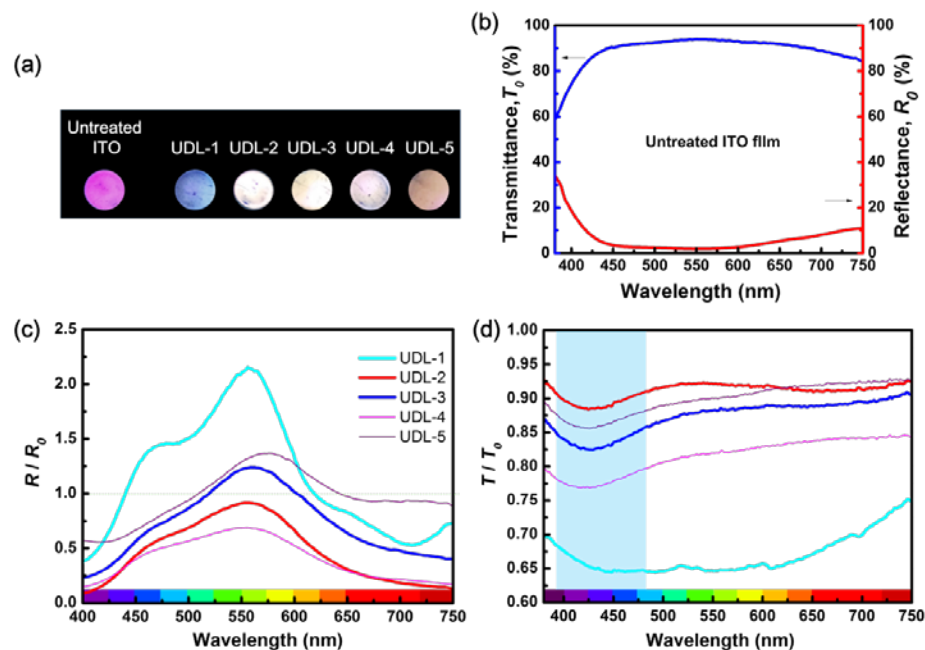 (a)
Untreated
ITO
UDL-1
UDL-2
UDL-3
UDL-4
UDL-5
(b)
Transmittance, T0 (%)
100
80
60
40
20
0
Untreated ITO film
100
80
60
40
20
0
Reflectance, R0 (%)
400 450 500 550 600 650 700 750
Wavelength (nm)
(c)
R / R0
2.5
2.0
1.5
1.0
0.5
0.0
UDL-1
UDL-2
UDL-3
UDL-4
UDL-5
400 450 500 550 600 650 700 750
Wavelength (nm)
(d)
T / T0
1.00
0.95
0.90
0.85
0.80
0.75
0.70
0.65
0.60
400 450 500 550 600 650 700 750
Wavelength (nm)